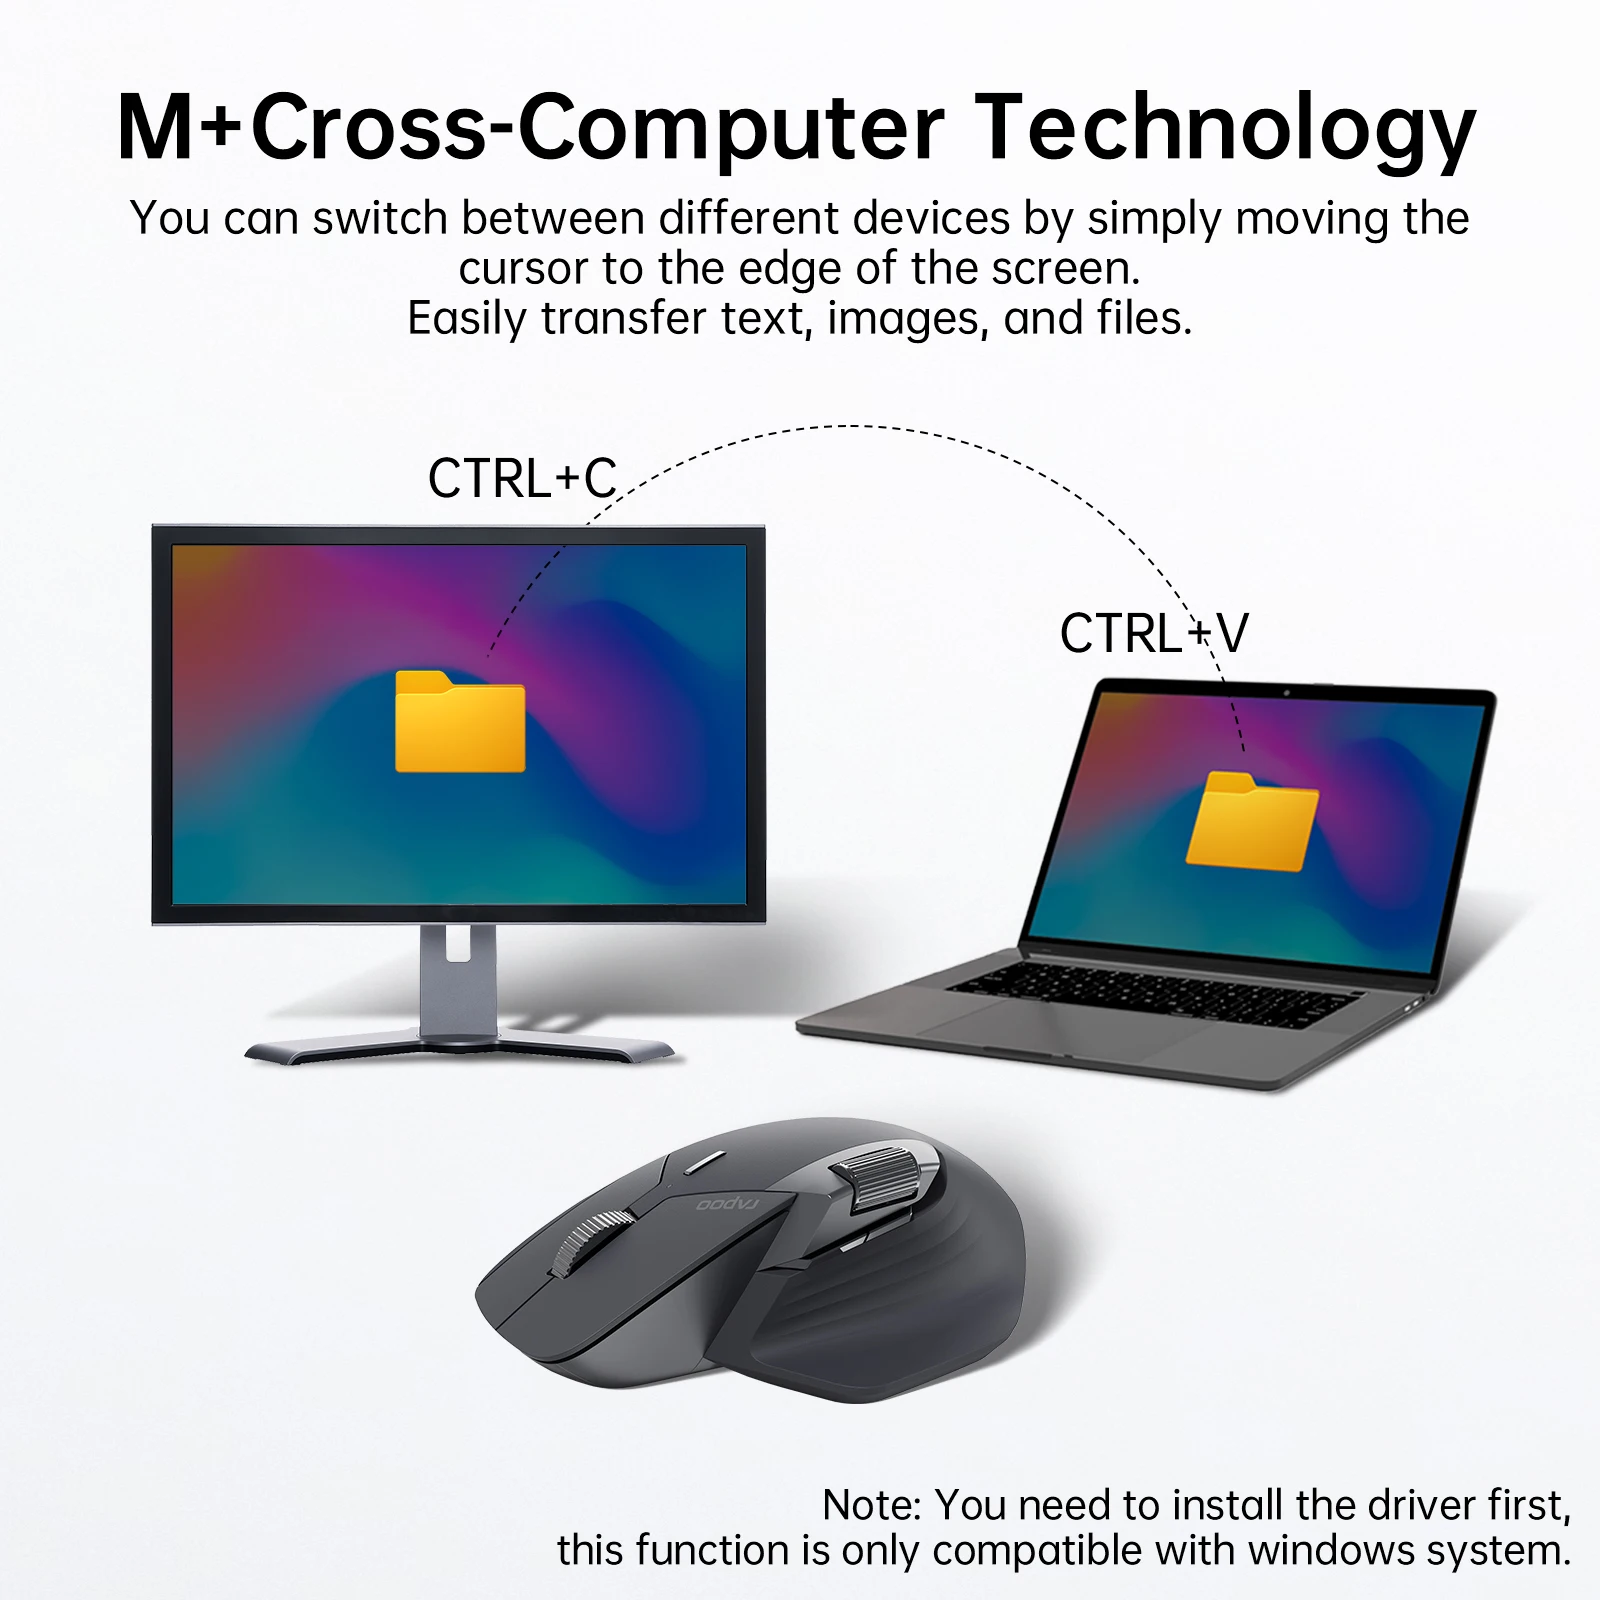 M+Cross-Computer Technology
You can switch between different devices by simply moving the
cursor to the edge of the screen.
Easily transfer text, images, and files.
CTRL+C
CTRL+V
rapoo
Note: You need to install the driver first,
this function is only compatible with windows system.